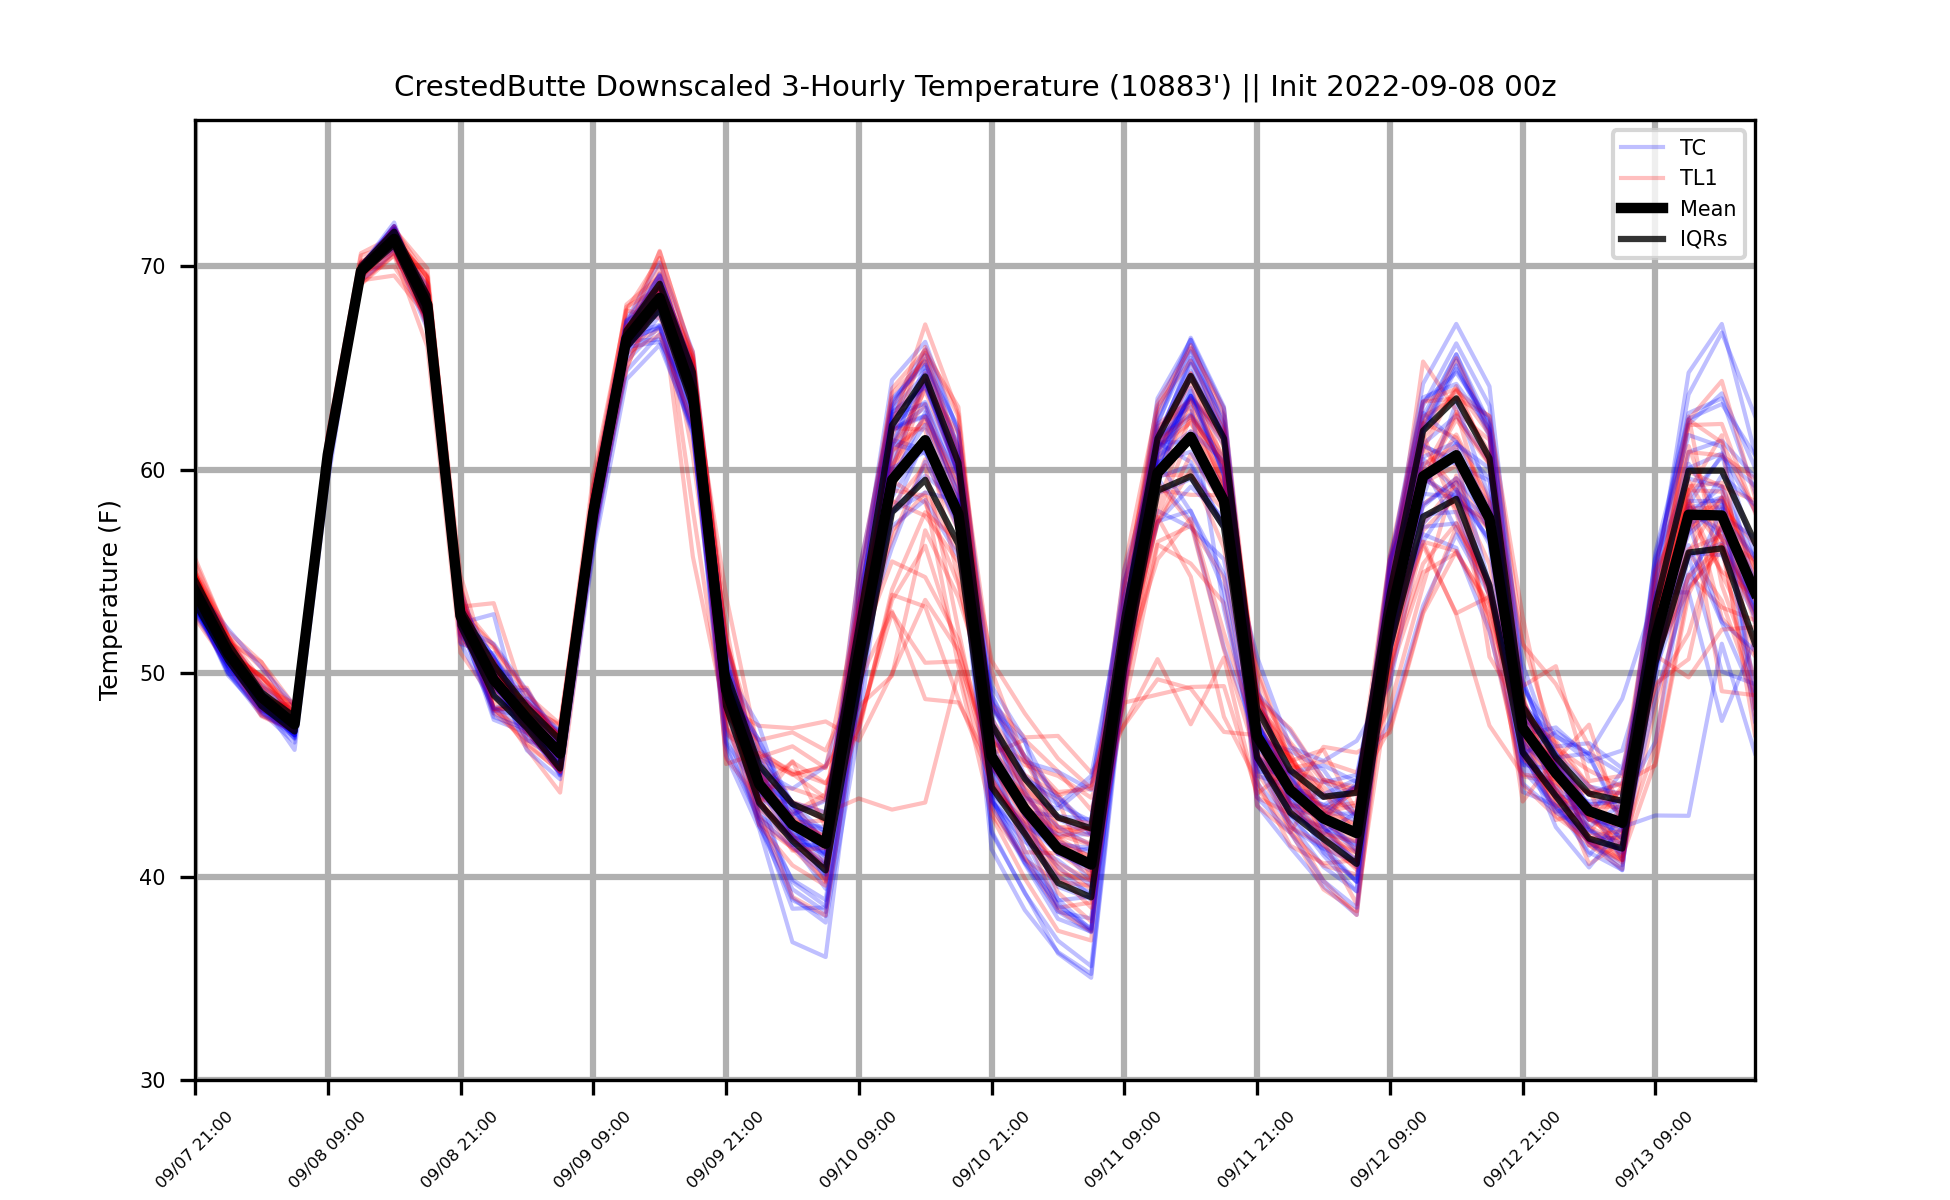 CrestedButte Downscaled 3-Hourly Temperature (10883') || Init 2022-09-08 00z
TC
TL1
Mean
IQRs
Temperature (F)
70
60
50
40
30
09/07 21:00
09/08 09:00
09/08 21:00
09/09 09:00
09/09 21:00
09/10 09:00
09/10 21:00
09/11 09:00
09/11 21:00
09/12 09:00
09/12 21:00
09/13 09:00